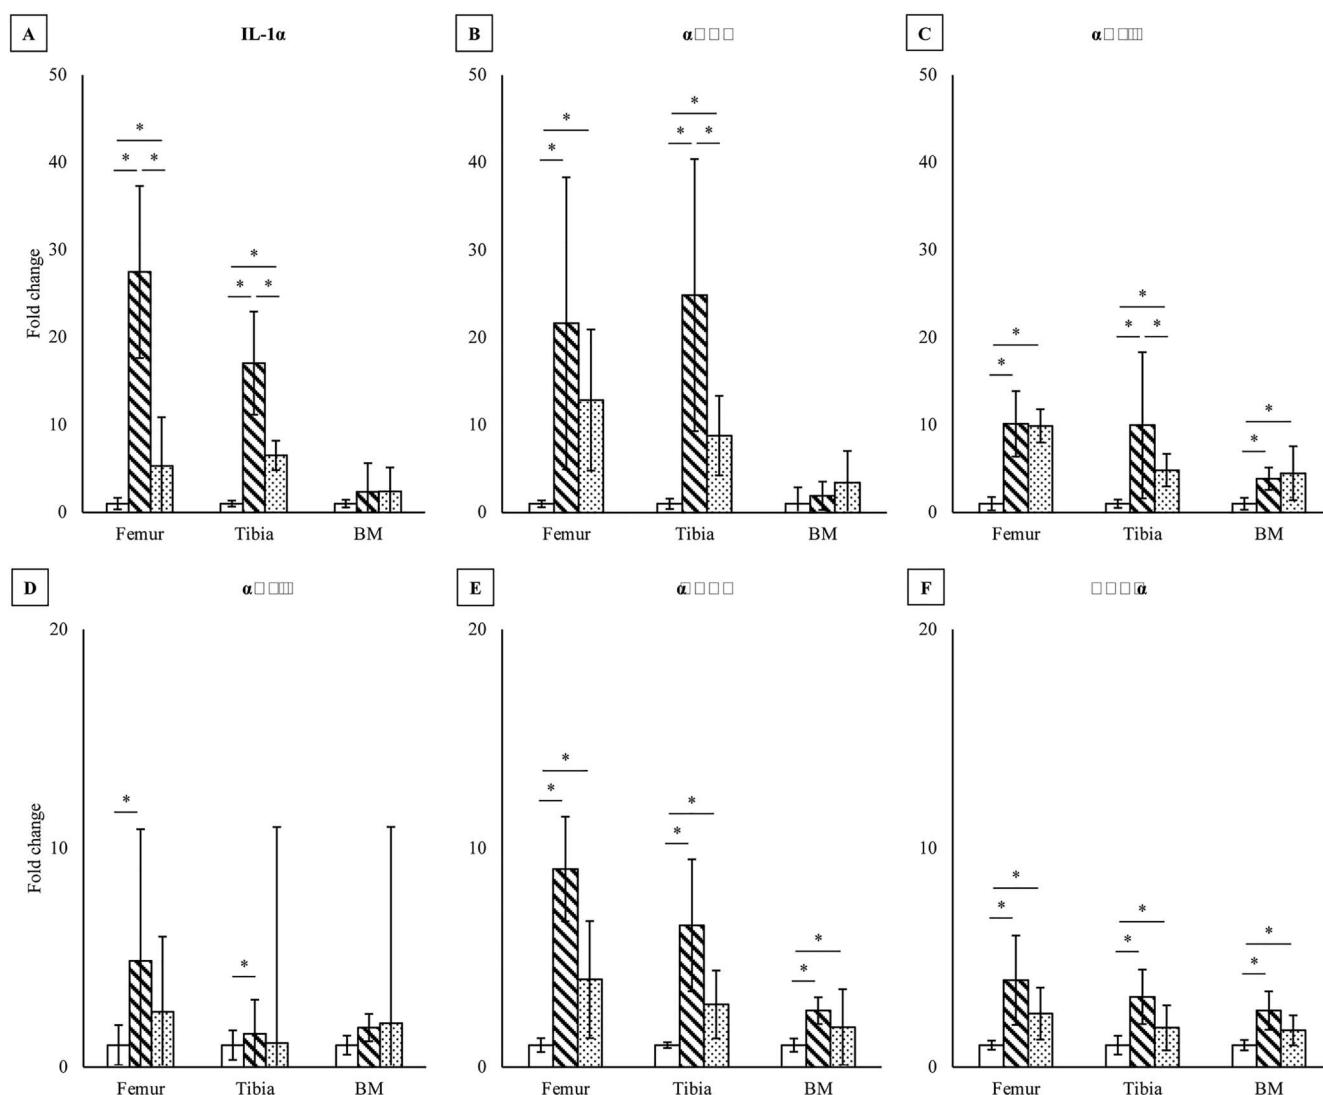 A
IL-1α
B
α□□□
C
α□□□□
50
40
30
20
10
0
Fold change
* * *
* * *
Femur
Tibia
BM
50
40
30
20
10
0
* *
* * *
Femur
Tibia
BM
50
40
30
20
10
0
* *
* * *
* *
Femur
Tibia
BM
D
α□□□□
E
α□□□□
F
□□□□α
20
10
0
Fold change
*
*
Femur
Tibia
BM
20
10
0
* *
* *
* *
Femur
Tibia
BM
20
10
0
* *
* *
* *
Femur
Tibia
BM